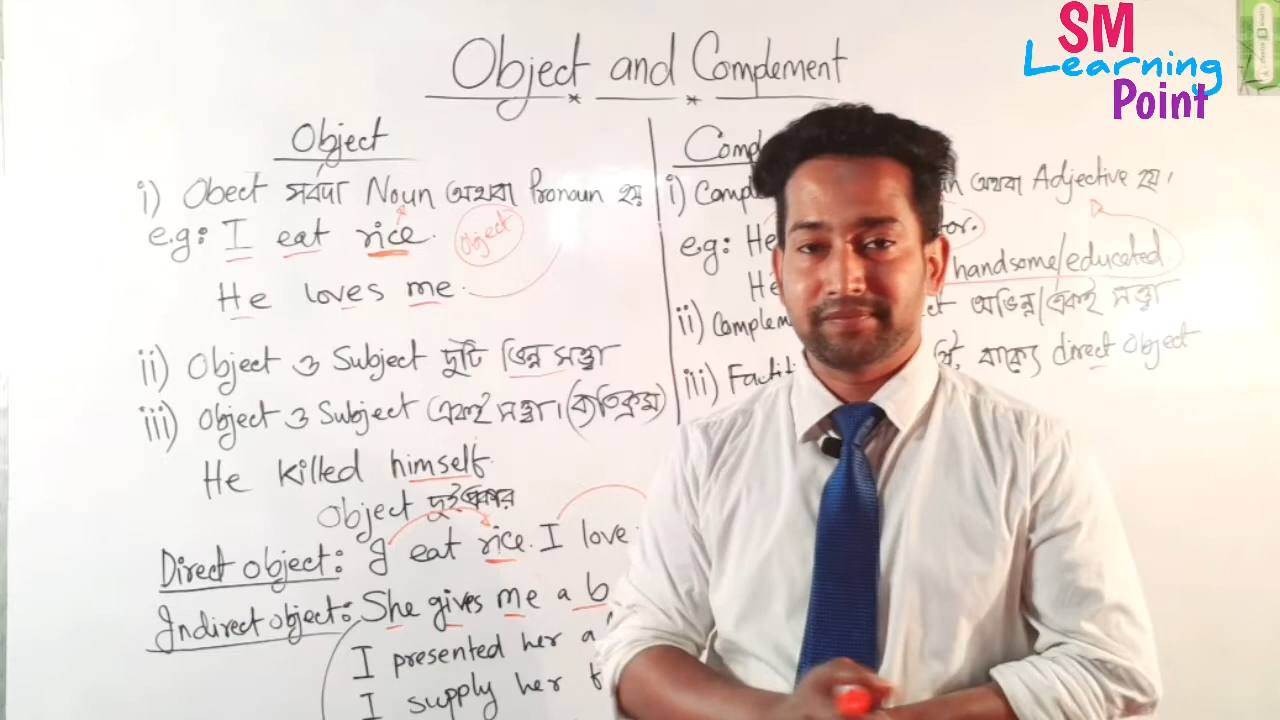 SM
Learning
Point
Object and Complement
Object
i) Obect সর্বদা Noun অথবা Pronoun হয়
e.g: I eat rice.
Object
He loves me.
ii) Object ও Subject দুটি ভিন্ন সত্ত্বা
iii) Object ও Subject একই সত্ত্বা। (ব্যতিক্রম)
He killed himself.
Object দুই প্রকার
Direct object: I eat rice. I love
Indirect object: She gives me a b
I presented her a
I supply her
Comp
i) Comp অথবা Adjective হয়।
e.g: He tor.
He handsome/educated.
ii) Complem ct অভিন্ন/একই সত্ত্বা
iii) Factiti বাক্যে direct object